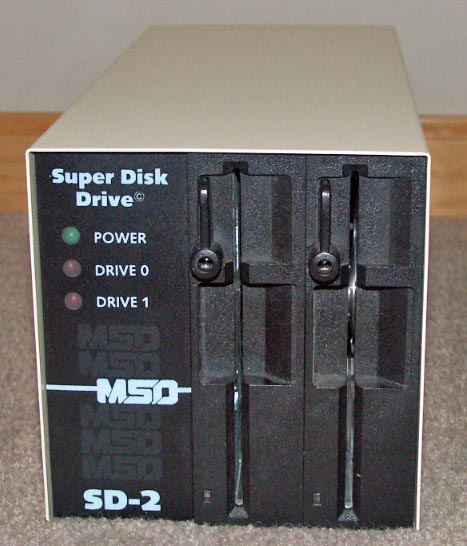 Super Disk
Drive©
POWER
DRIVE 0
DRIVE 1
MSD
MSD
MSD
MSD
MSD
MSD
SD-2